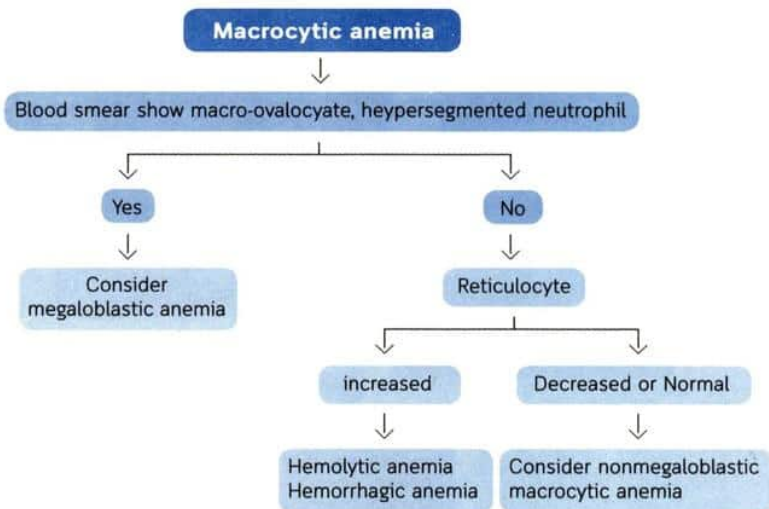 Macrocytic anemia
Blood smear show macro-ovalocyate, heypersegmented neutrophil
Yes
No
Consider
megaloblastic anemia
Reticulocyte
increased
Decreased or Normal
Hemolytic anemia
Hemorrhagic anemia
Consider nonmegaloblastic
macrocytic anemia